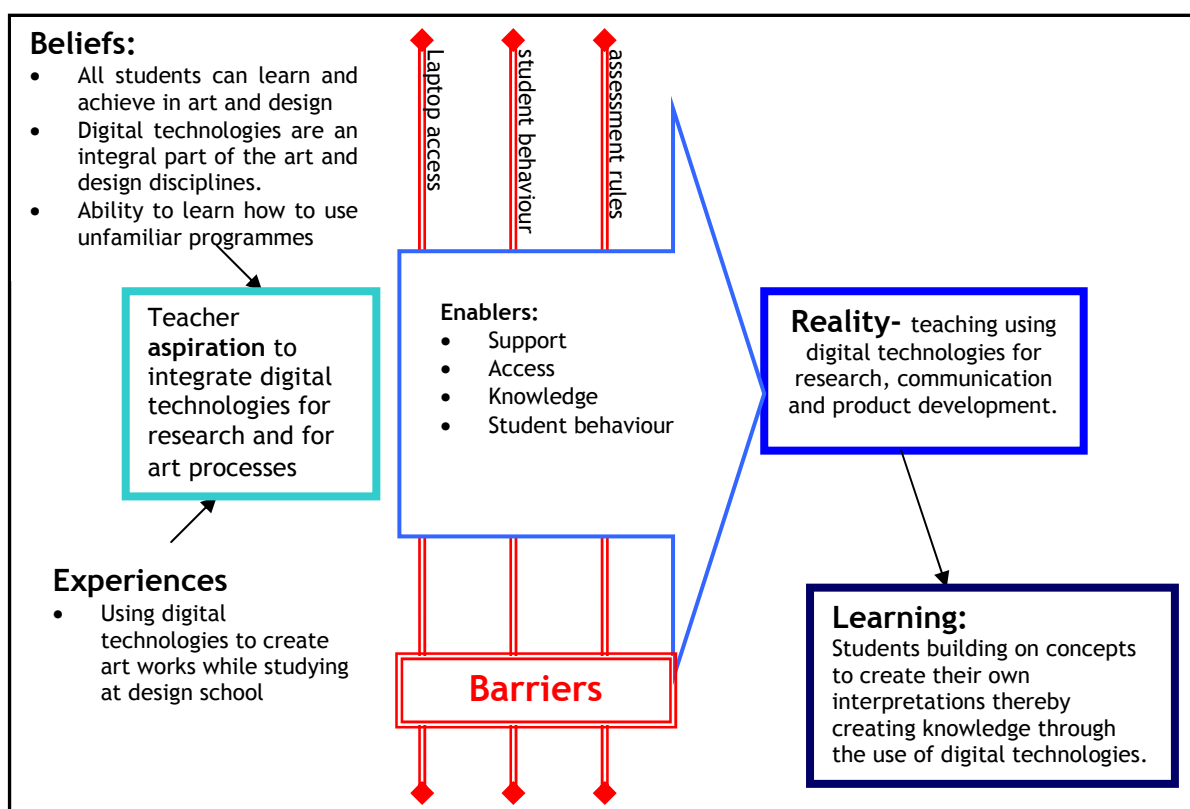 Beliefs:
• All students can learn and
achieve in art and design
• Digital technologies are an
integral part of the art and
design disciplines.
• Ability to learn how to use
unfamiliar programmes
Teacher
aspiration to
integrate digital
technologies for
research and for
art processes
Experiences
• Using digital
technologies to create
art works while studying
at design school
Laptop access
student behaviour
assessment rules
Enablers:
• Support
• Access
• Knowledge
• Student behaviour
Barriers
Reality- teaching using
digital technologies for
research, communication
and product development.
Learning:
Students building on concepts
to create their own
interpretations thereby
creating knowledge through
the use of digital technologies.